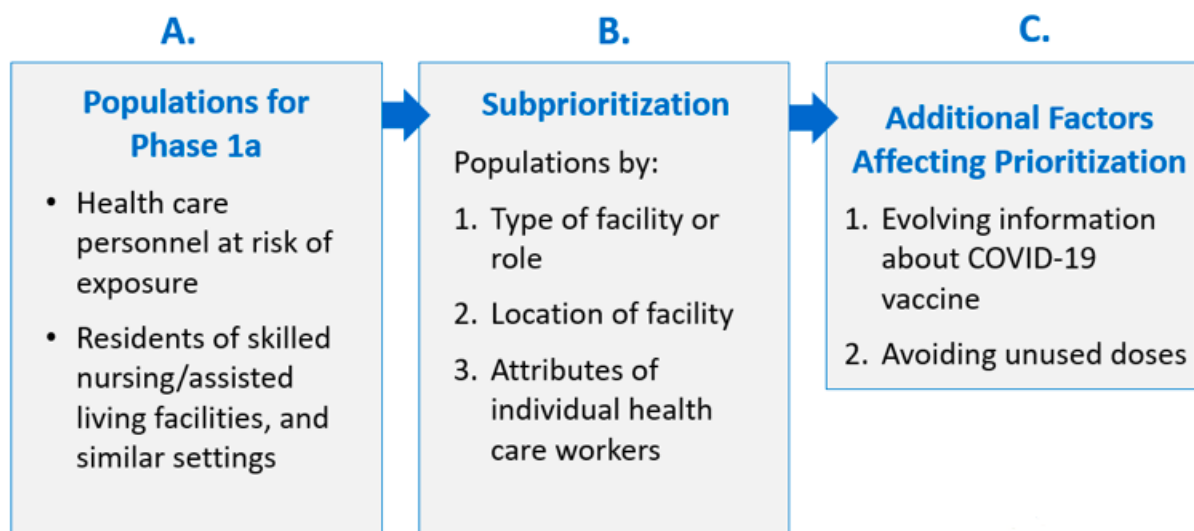 A.
Populations for
Phase 1a
• Health care
personnel at risk of
exposure
• Residents of skilled
nursing/assisted
living facilities, and
similar settings
B.
Subprioritization
Populations by:
1. Type of facility or
role
2. Location of facility
3. Attributes of
individual health
care workers
C.
Additional Factors
Affecting Prioritization
1. Evolving information
about COVID-19
vaccine
2. Avoiding unused doses